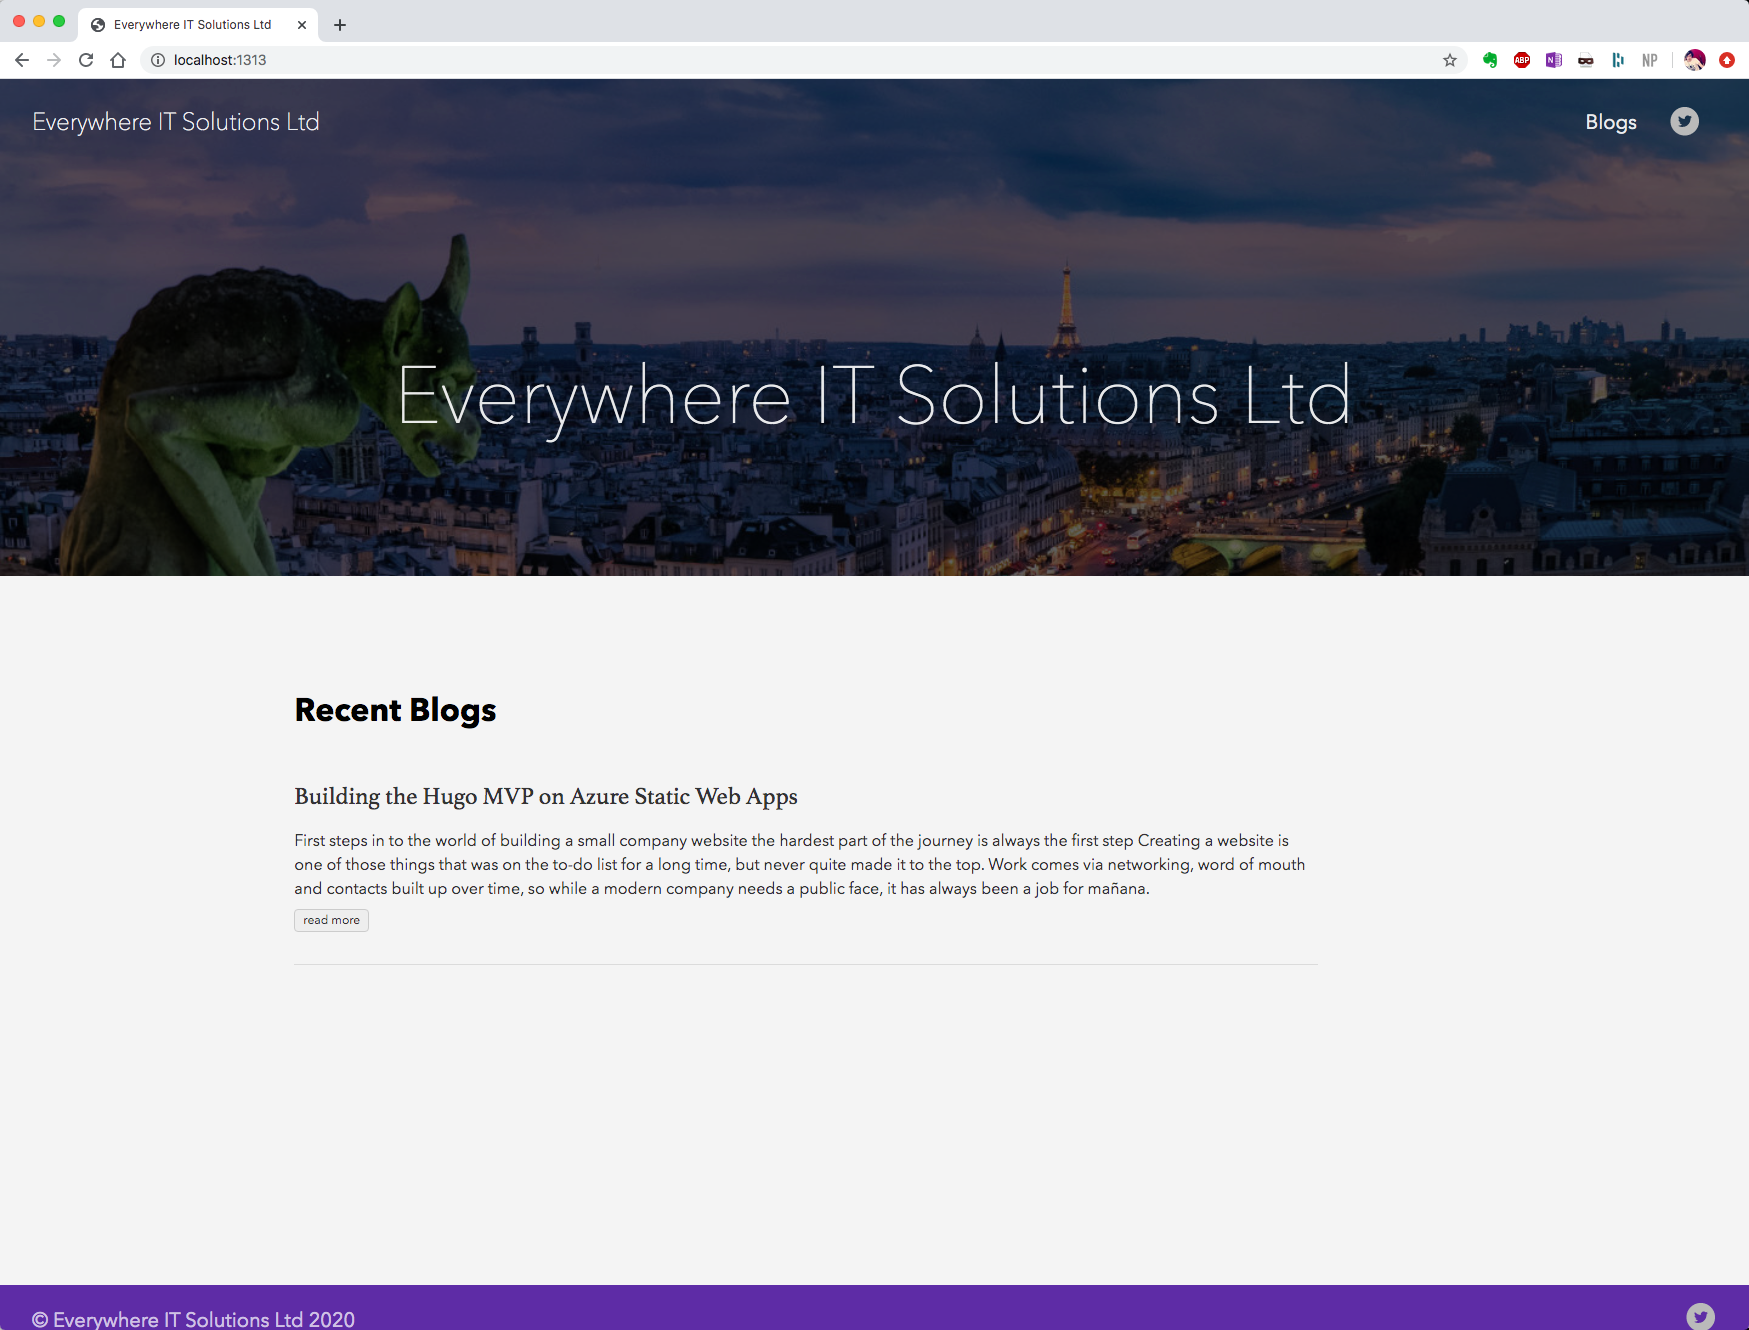 Everywhere IT Solutions Ltd
localhost:1313
ABP
N
NP
Everywhere IT Solutions Ltd
Blogs
Everywhere IT Solutions Ltd
Recent Blogs
Building the Hugo MVP on Azure Static Web Apps
First steps in to the world of building a small company website the hardest part of the journey is always the first step Creating a website is
one of those things that was on the to-do list for a long time, but never quite made it to the top. Work comes via networking, word of mouth
and contacts built up over time, so while a modern company needs a public face, it has always been a job for mañana.
read more
© Everywhere IT Solutions Ltd 2020